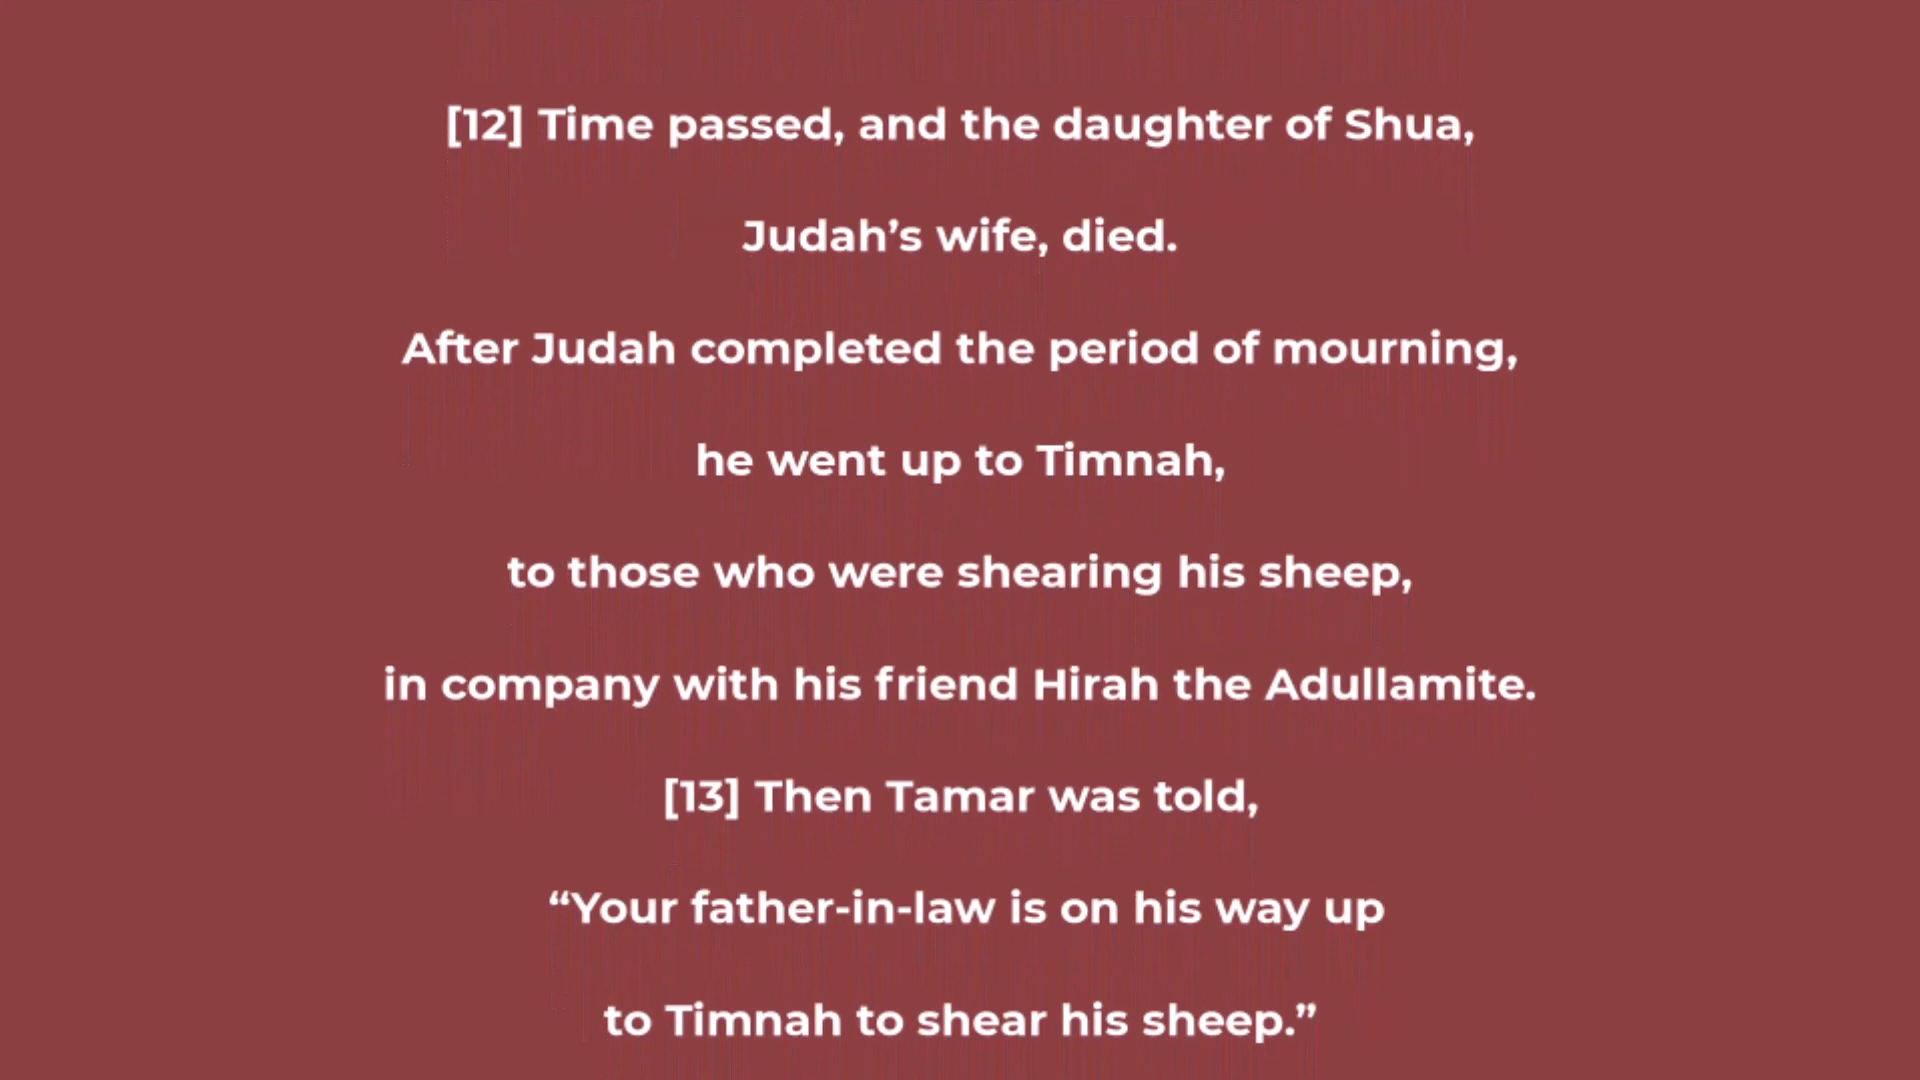 [12] Time passed, and the daughter of Shua,
Judah’s wife, died.
After Judah completed the period of mourning,
he went up to Timnah,
to those who were shearing his sheep,
in company with his friend Hirah the Adullamite.
[13] Then Tamar was told,
“Your father-in-law is on his way up
to Timnah to shear his sheep.”